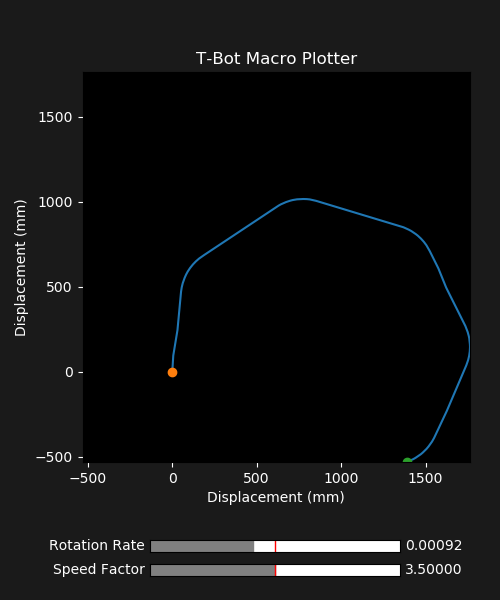 T-Bot Macro Plotter
1500
1000
500
0
−500
Displacement (mm)
−500 0 500 1000 1500
Displacement (mm)
Rotation Rate 0.00092
Speed Factor 3.50000